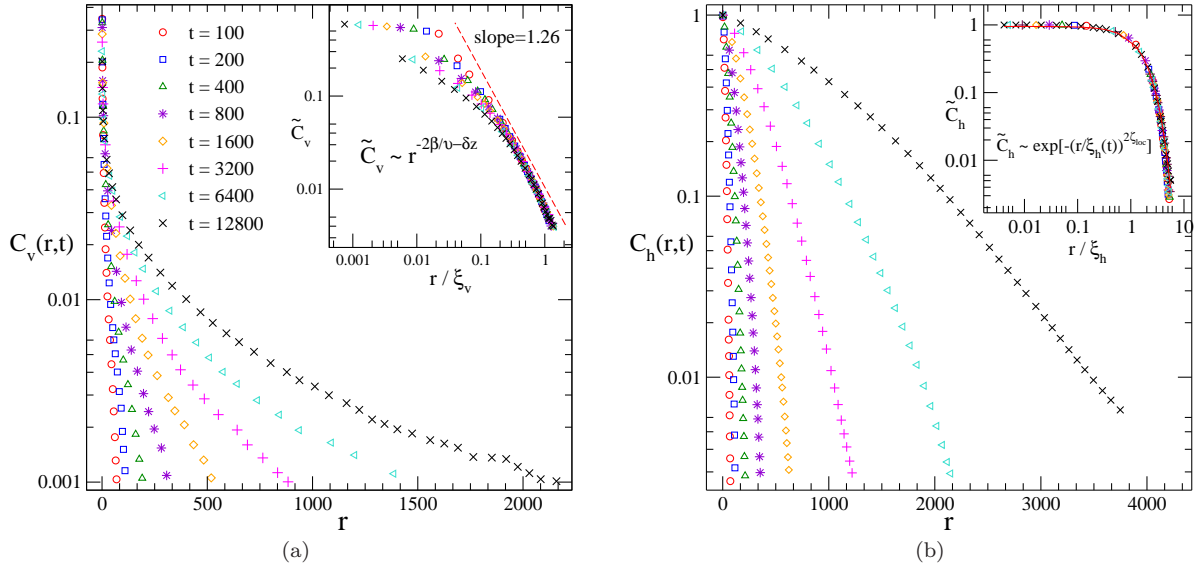 t = 100
t = 200
t = 400
t = 800
t = 1600
t = 3200
t = 6400
t = 12800
C_v(r,t)
0.1
0.01
0.001
0 500 1000 1500 2000
r
slope=1.26
C̃_v
C̃_v ~ r^{-2β/υ−δz}
0.1
0.01
0.001 0.01 0.1 1
r / ξ_v
(a)
C_h(r,t)
1
0.1
0.01
0 1000 2000 3000 4000
r
C̃_h
1
0.1
0.01
C̃_h ~ exp[-(r/ξ_h(t))^{2ζ_loc}]
0.01 0.1 1 10
r / ξ_h
(b)